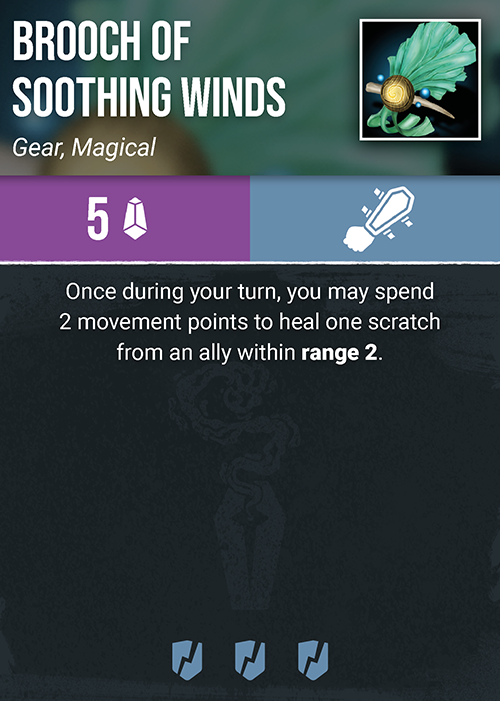 BROOCH OF
SOOTHING WINDS
Gear, Magical
5
Once during your turn, you may spend
2 movement points to heal one scratch
from an ally within range 2.